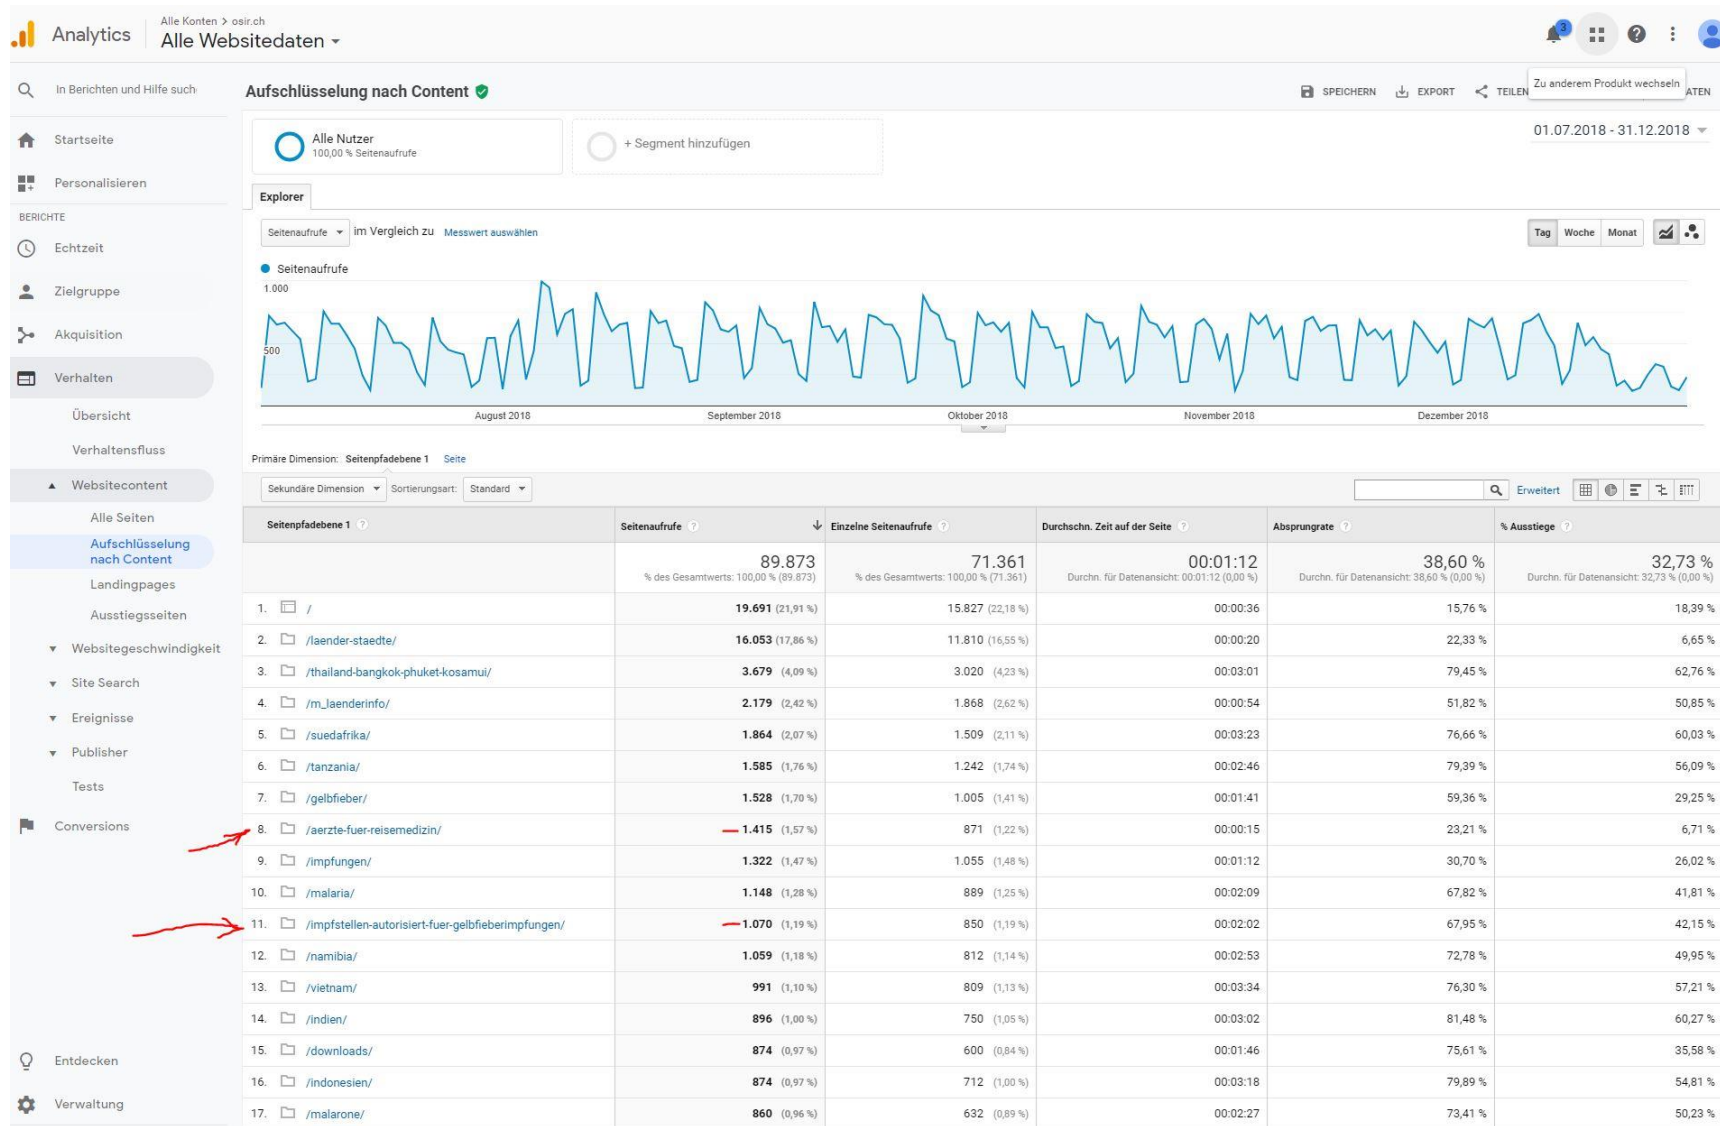 Alle Konten > osir.ch
Analytics
Alle Websitedaten
3
Zu anderem Produkt wechseln
In Berichten und Hilfe such
Aufschlüsselung nach Content
SPEICHERN
EXPORT
TEILEN
ATEN
Startseite
Alle Nutzer
100,00 % Seitenaufrufe
+ Segment hinzufügen
01.07.2018 - 31.12.2018
Personalisieren
Explorer
BERICHTE
Seitenaufrufe
im Vergleich zu
Messwert auswählen
Tag
Woche
Monat
Echtzeit
Seitenaufrufe
Zielgruppe
1.000
Akquisition
500
Verhalten
Übersicht
August 2018
September 2018
Oktober 2018
November 2018
Dezember 2018
Verhaltensfluss
Primäre Dimension: Seitenpfadebene 1 Seite
Websitecontent
Sekundäre Dimension
Sortierungsart:
Standard
Erweitert
Alle Seiten
Aufschlüsselung
nach Content
Landingpages
Ausstiegsseiten
Websitegeschwindigkeit
Site Search
Ereignisse
Publisher
Tests
Conversions
Entdecken
Verwaltung
Seitenpfadebene 1 ? Seitenaufrufe ? Einzelne Seitenaufrufe ? Durchschn. Zeit auf der Seite ? Absprungrate ? % Ausstiege ?
89.873 71.361 00:01:12 38,60 % 32,73 %
% des Gesamtwerts: 100,00 % (89.873) % des Gesamtwerts: 100,00 % (71.361) Durchn. für Datenansicht: 00:01:12 (0,00 %) Durchn. für Datenansicht: 38,60 % (0,00 %) Durchn. für Datenansicht: 32,73 % (0,00 %)
1. / 19.691 (21,91 %) 15.827 (22,18 %) 00:00:36 15,76 % 18,39 %
2. /laender-staedte/ 16.053 (17,86 %) 11.810 (16,55 %) 00:00:20 22,33 % 6,65 %
3. /thailand-bangkok-phuket-kosamui/ 3.679 (4,09 %) 3.020 (4,23 %) 00:03:01 79,45 % 62,76 %
4. /m_laenderinfo/ 2.179 (2,42 %) 1.868 (2,62 %) 00:00:54 51,82 % 50,85 %
5. /suedafrika/ 1.864 (2,07 %) 1.509 (2,11 %) 00:03:23 76,66 % 60,03 %
6. /tanzania/ 1.585 (1,76 %) 1.242 (1,74 %) 00:02:46 79,39 % 56,09 %
7. /gelbfieber/ 1.528 (1,70 %) 1.005 (1,41 %) 00:01:41 59,36 % 29,25 %
8. /aerzte-fuer-reisemedizin/ 1.415 (1,57 %) 871 (1,22 %) 00:00:15 23,21 % 6,71 %
9. /impfungen/ 1.322 (1,47 %) 1.055 (1,48 %) 00:01:12 30,70 % 26,02 %
10. /malaria/ 1.148 (1,28 %) 889 (1,25 %) 00:02:09 67,82 % 41,81 %
11. /impfstellen-autorisiert-fuer-gelbfieberimpfungen/ 1.070 (1,19 %) 850 (1,19 %) 00:02:02 67,95 % 42,15 %
12. /namibia/ 1.059 (1,18 %) 812 (1,14 %) 00:02:53 72,78 % 49,95 %
13. /vietnam/ 991 (1,10 %) 809 (1,13 %) 00:03:34 76,30 % 57,21 %
14. /indien/ 896 (1,00 %) 750 (1,05 %) 00:03:02 81,48 % 60,27 %
15. /downloads/ 874 (0,97 %) 600 (0,84 %) 00:01:46 75,61 % 35,58 %
16. /indonesien/ 874 (0,97 %) 712 (1,00 %) 00:03:18 79,89 % 54,81 %
17. /malarone/ 860 (0,96 %) 632 (0,89 %) 00:02:27 73,41 % 50,23 %